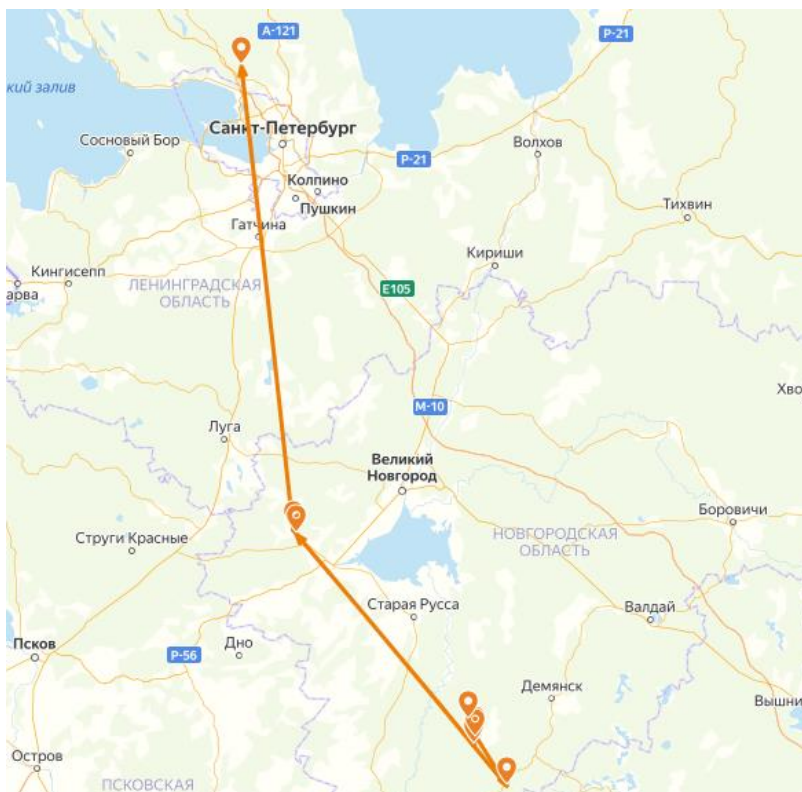 А-121
Р-21
кий залив
Санкт-Петербург
Сосновый Бор
Р-21
Волхов
Колпино
Пушкин
Тихвин
Гатчина
Кириши
Кингисепп
арва
ЛЕНИНГРАДСКАЯ
ОБЛАСТЬ
Е105
Хво
М-10
Луга
Великий
Новгород
Боровичи
Струги Красные
НОВГОРОДСКАЯ
ОБЛАСТЬ
Старая Русса
Валдай
Псков
Дно
Р-56
Демянск
Вышни
Остров
ПСКОВСКАЯ